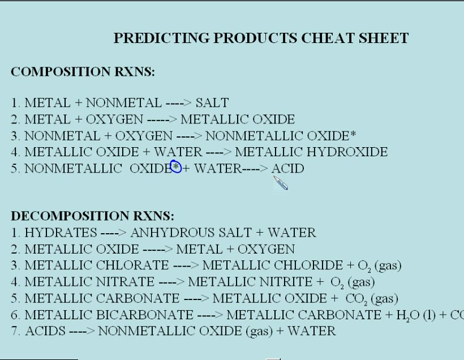 PREDICTING PRODUCTS CHEAT SHEET
COMPOSITION RXNS:
1. METAL + NONMETAL ----> SALT
2. METAL + OXYGEN -----> METALLIC OXIDE
3. NONMETAL + OXYGEN ----> NONMETALLIC OXIDE*
4. METALLIC OXIDE + WATER ----> METALLIC HYDROXIDE
5. NONMETALLIC OXIDE* + WATER----> ACID
DECOMPOSITION RXNS:
1. HYDRATES ----> ANHYDROUS SALT + WATER
2. METALLIC OXIDE -----> METAL + OXYGEN
3. METALLIC CHLORATE ----> METALLIC CHLORIDE + O₂ (gas)
4. METALLIC NITRATE ----> METALLIC NITRITE + O₂ (gas)
5. METALLIC CARBONATE ----> METALLIC OXIDE + CO₂ (gas)
6. METALLIC BICARBONATE ----> METALLIC CARBONATE + H₂O (l) + CO
7. ACIDS ----> NONMETALLIC OXIDE (gas) + WATER